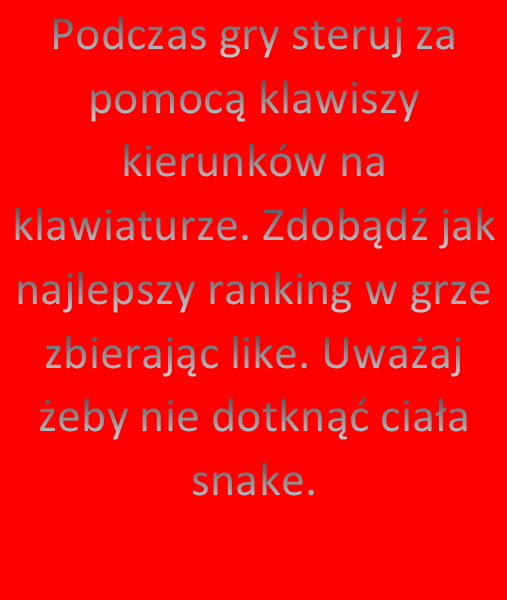 Podczas gry steruj za
pomocą klawiszy
kierunków na
klawiaturze. Zdobądź jak
najlepszy ranking w grze
zbierając like. Uważaj
żeby nie dotknąć ciała
snake.